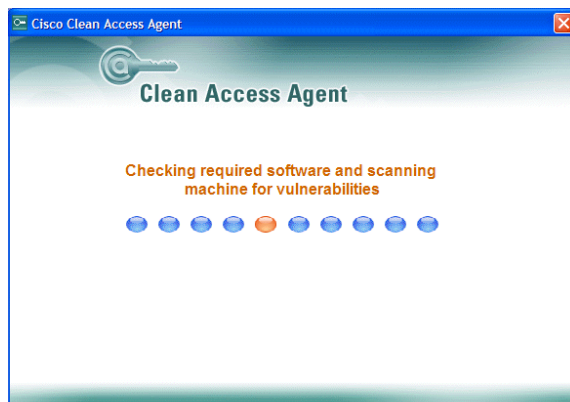 Cisco Clean Access Agent
Clean Access Agent
Checking required software and scanning
machine for vulnerabilities